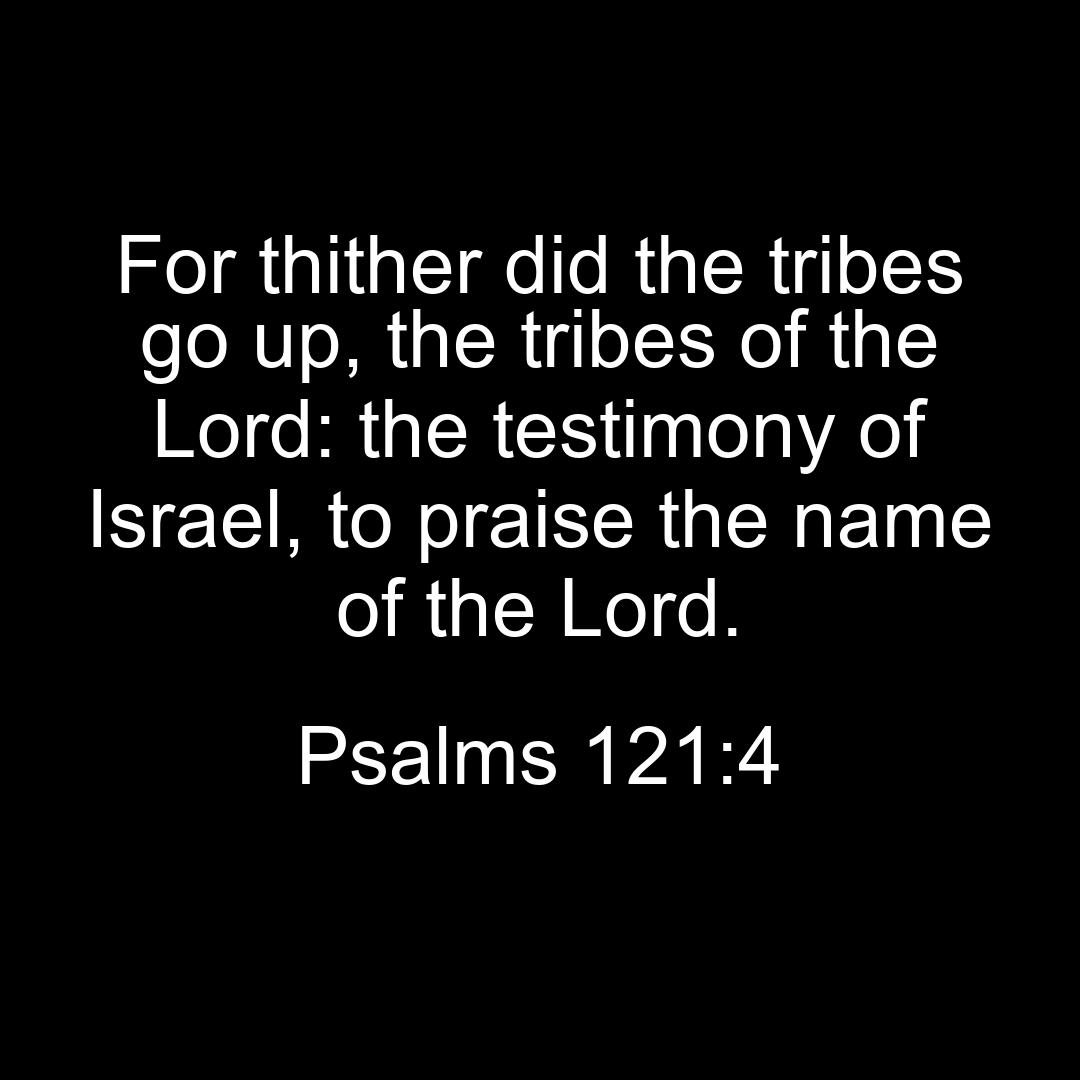 For thither did the tribes
go up, the tribes of the
Lord: the testimony of
Israel, to praise the name
of the Lord.
Psalms 121:4